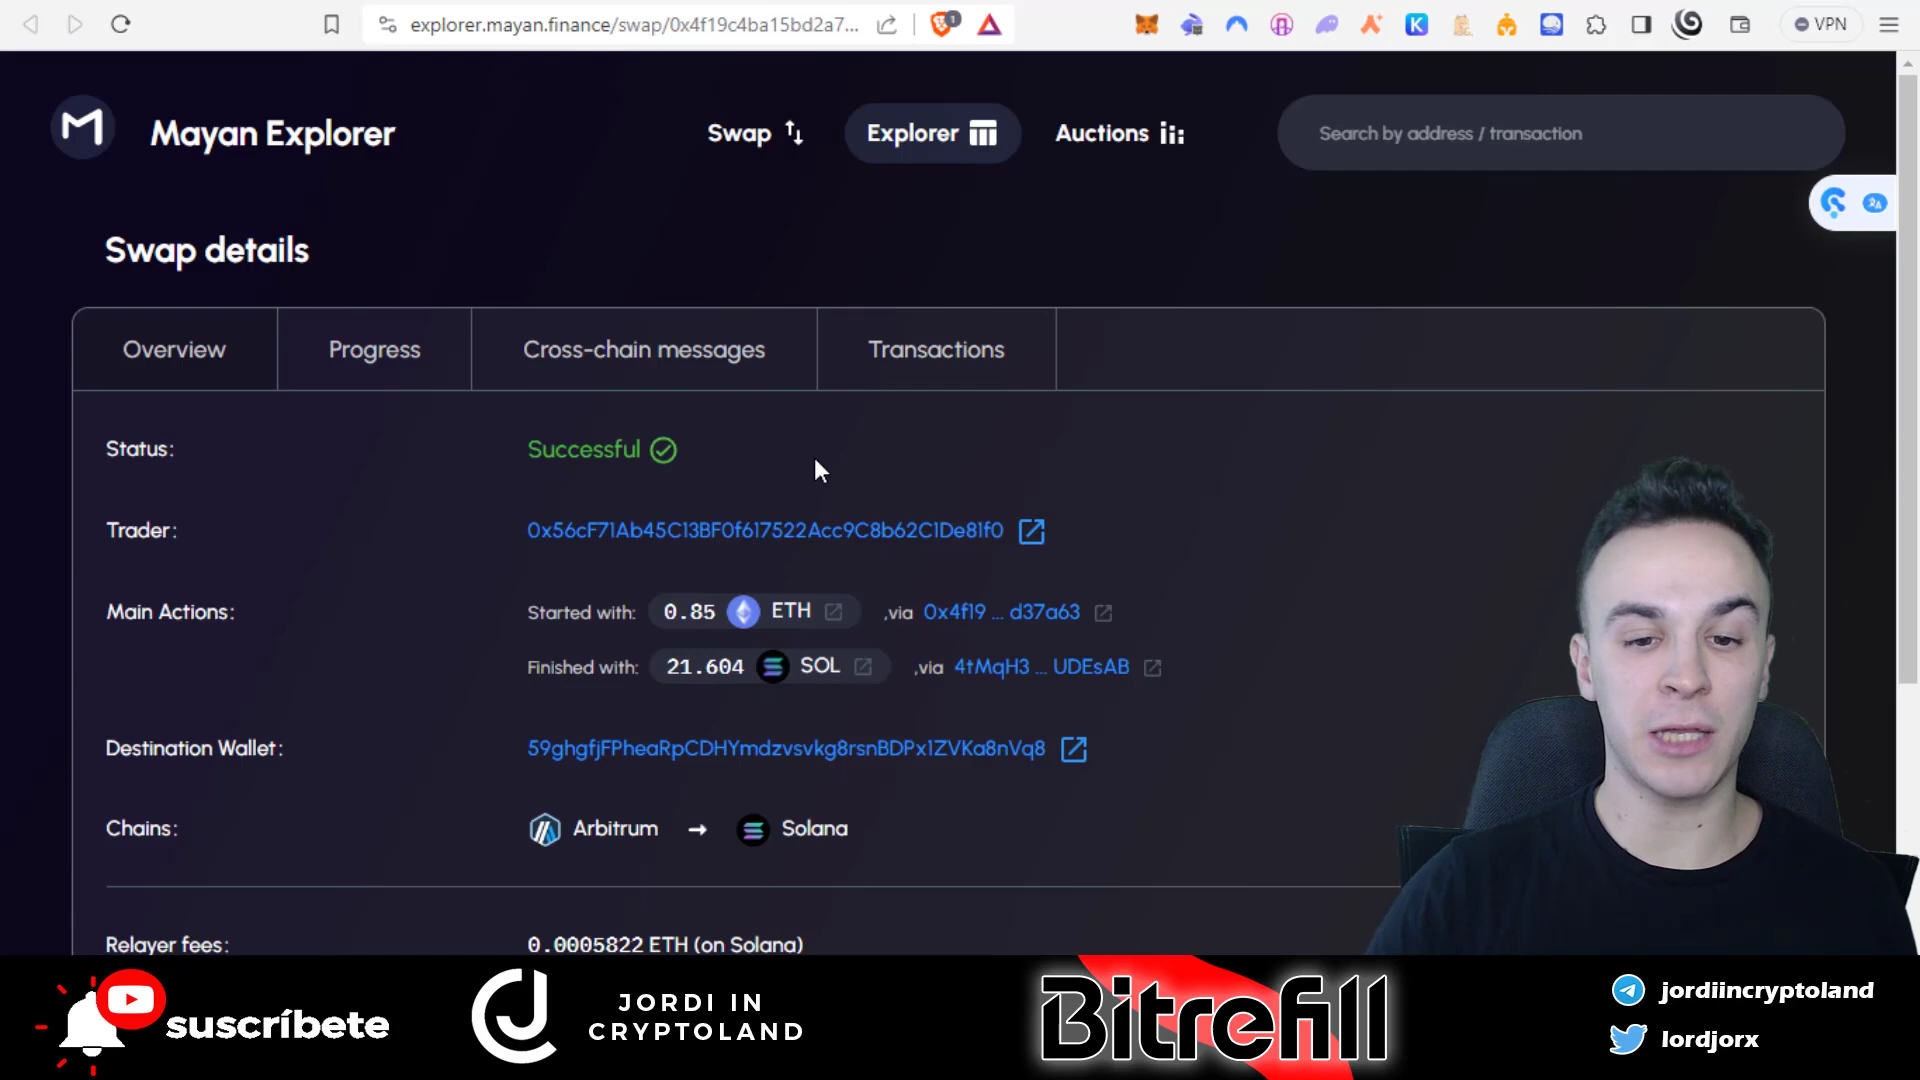 explorer.mayan.finance/swap/0x4f19c4ba15bd2a7...
1
VPN
Mayan Explorer
Swap
Explorer
Auctions
Search by address / transaction
Swap details
Overview
Progress
Cross-chain messages
Transactions
Status:
Successful
Trader:
0x56cF71Ab45C13BF0f617522Acc9C8b62C1De81f0
Main Actions:
Started with: 0.85 ETH ,via 0x4f19 ... d37a63
Finished with: 21.604 SOL ,via 4tMqH3 ... UDEsAB
Destination Wallet:
59ghgfjFPheaRpCDHYmdzvsvkg8rsnBDPx1ZVKa8nVq8
Chains:
Arbitrum → Solana
Relayer fees:
0.0005822 ETH (on Solana)
suscríbete
JORDI IN
CRYPTOLAND
Bitrefill
jordiincryptoland
lordjorx